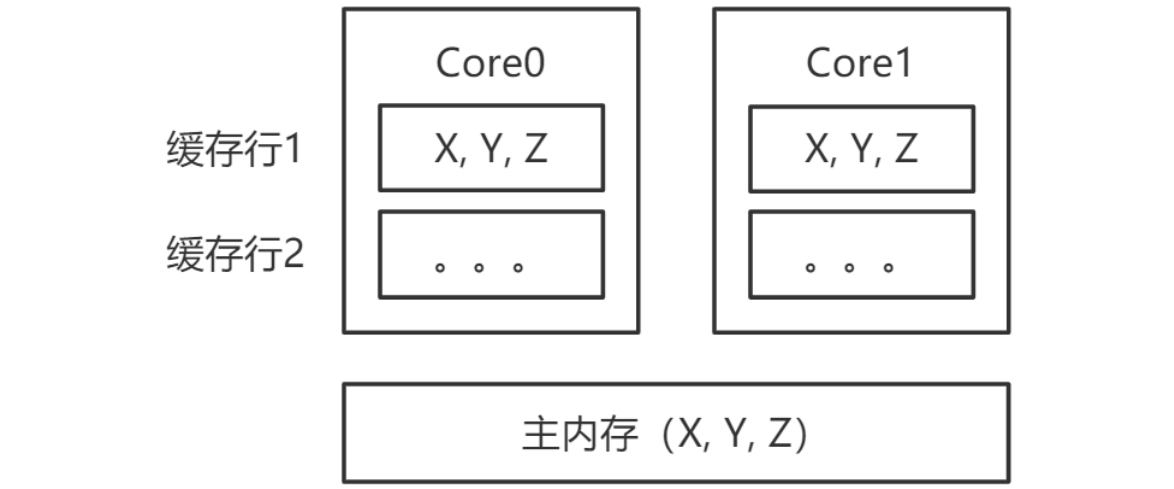 Core0
Core1
缓存行1
X, Y, Z
X, Y, Z
缓存行2
。。。
。。。
主内存（X, Y, Z）